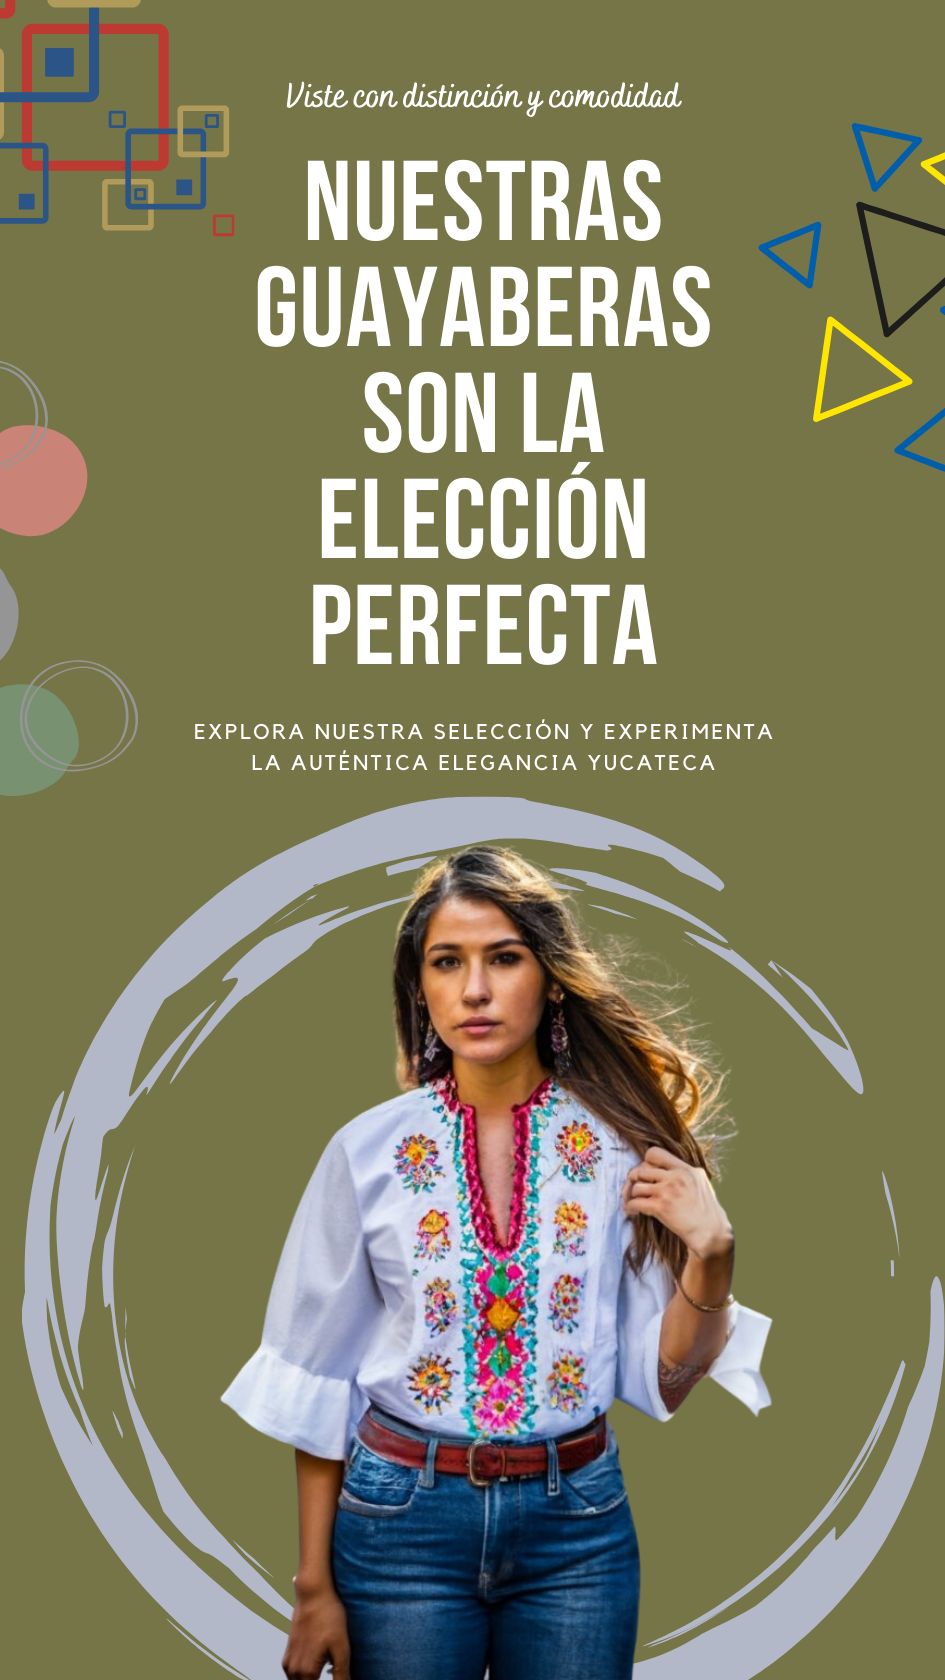 Viste con distinción y comodidad
NUESTRAS
GUAYABERAS
SON LA
ELECCIÓN
PERFECTA
EXPLORA NUESTRA SELECCIÓN Y EXPERIMENTA
LA AUTÉNTICA ELEGANCIA YUCATECA